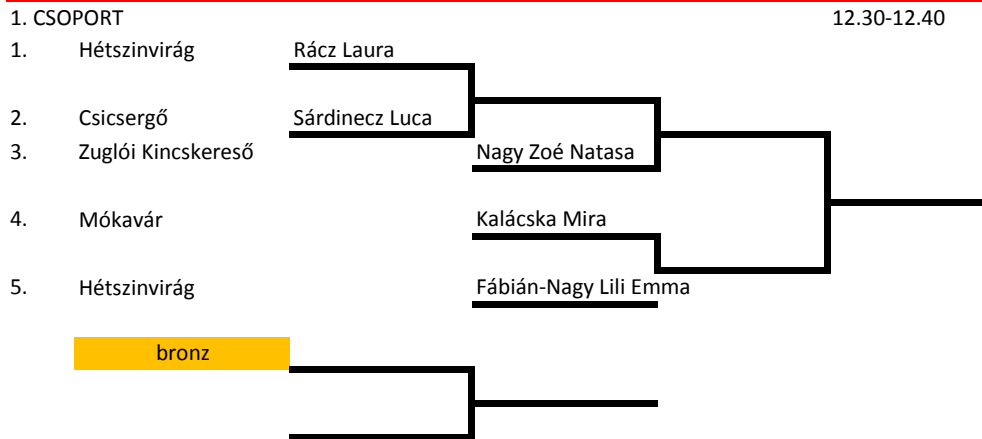 1. CSOPORT 12.30-12.40
1. Hétszinvirág Rácz Laura
2. Csicsergő Sárdinecz Luca
3. Zuglói Kincskereső Nagy Zoé Natasa
4. Mókavár Kalácska Mira
5. Hétszinvirág Fábián-Nagy Lili Emma
bronz